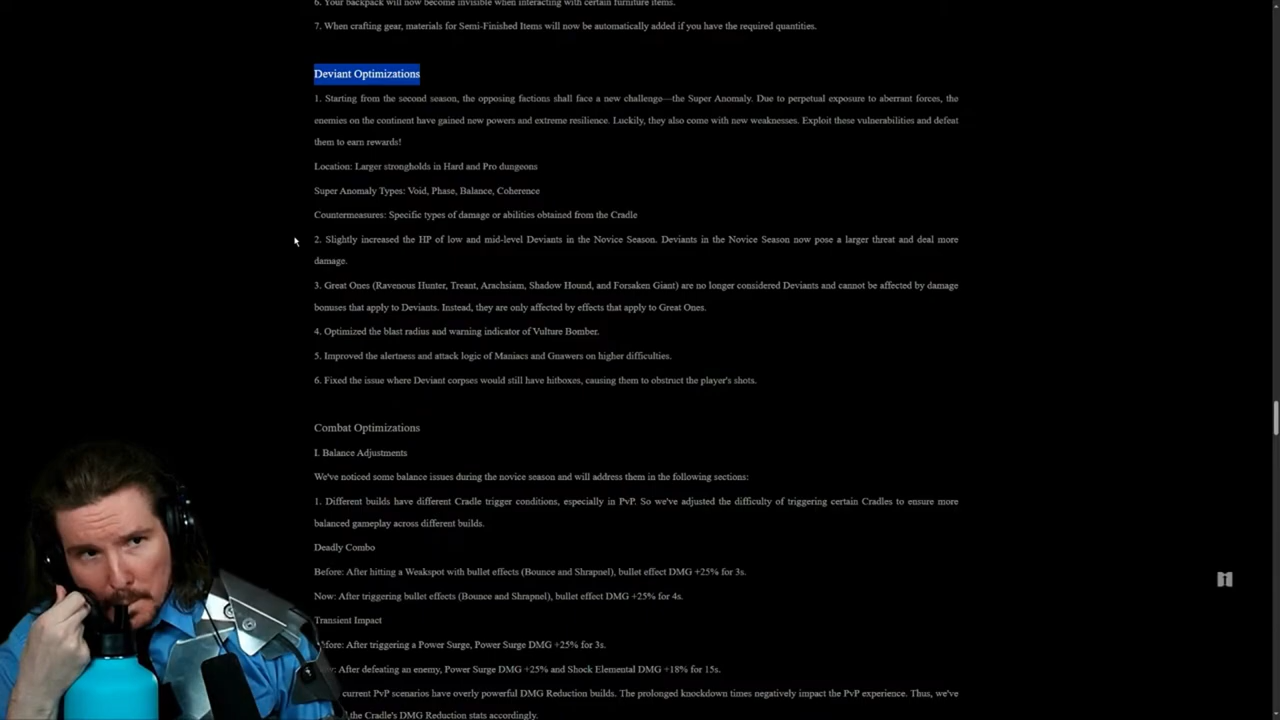 6. Your backpack will now become invisible when interacting with certain furniture items.
7. When crafting gear, materials for Semi-Finished Items will now be automatically added if you have the required quantities.
Deviant Optimizations
1. Starting from the second season, the opposing factions shall face a new challenge—the Super Anomaly. Due to perpetual exposure to aberrant forces, the
enemies on the continent have gained new powers and extreme resilience. Luckily, they also come with new weaknesses. Exploit these vulnerabilities and defeat
them to earn rewards!
Location: Larger strongholds in Hard and Pro dungeons
Super Anomaly Types: Void, Phase, Balance, Coherence
Countermeasures: Specific types of damage or abilities obtained from the Cradle
2. Slightly increased the HP of low and mid-level Deviants in the Novice Season. Deviants in the Novice Season now pose a larger threat and deal more
damage.
3. Great Ones (Ravenous Hunter, Treant, Arachsiam, Shadow Hound, and Forsaken Giant) are no longer considered Deviants and cannot be affected by damage
bonuses that apply to Deviants. Instead, they are only affected by effects that apply to Great Ones.
4. Optimized the blast radius and warning indicator of Vulture Bomber.
5. Improved the alertness and attack logic of Maniacs and Gnawers on higher difficulties.
6. Fixed the issue where Deviant corpses would still have hitboxes, causing them to obstruct the player's shots.
Combat Optimizations
I. Balance Adjustments
We've noticed some balance issues during the novice season and will address them in the following sections:
1. Different builds have different Cradle trigger conditions, especially in PvP. So we've adjusted the difficulty of triggering certain Cradles to ensure more
balanced gameplay across different builds.
Deadly Combo
Before: After hitting a Weakspot with bullet effects (Bounce and Shrapnel), bullet effect DMG +25% for 3s.
Now: After triggering bullet effects (Bounce and Shrapnel), bullet effect DMG +25% for 4s.
Transient Impact
efore: After triggering a Power Surge, Power Surge DMG +25% for 3s.
After defeating an enemy, Power Surge DMG +25% and Shock Elemental DMG +18% for 15s.
current PvP scenarios have overly powerful DMG Reduction builds. The prolonged knockdown times negatively impact the PvP experience. Thus, we've
the Cradle's DMG Reduction stats accordingly.